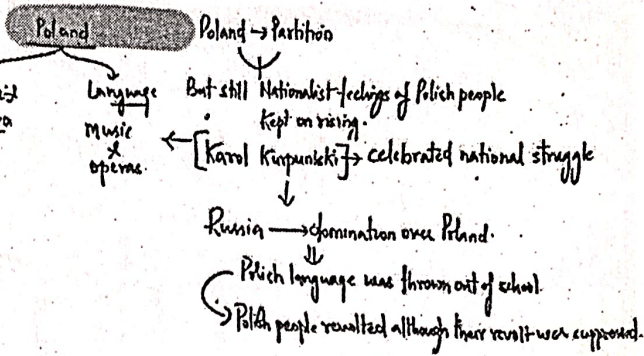 Poland
Poland → Partition
Language
music
&
operas.
But still Nationalist feelings of Polish people
kept on rising.
← [Karol Kurpuniski] → celebrated national struggle
Russia → domination over Poland.
Polish language was thrown out of school.
Polish people revolted although their revolt was suppressed.